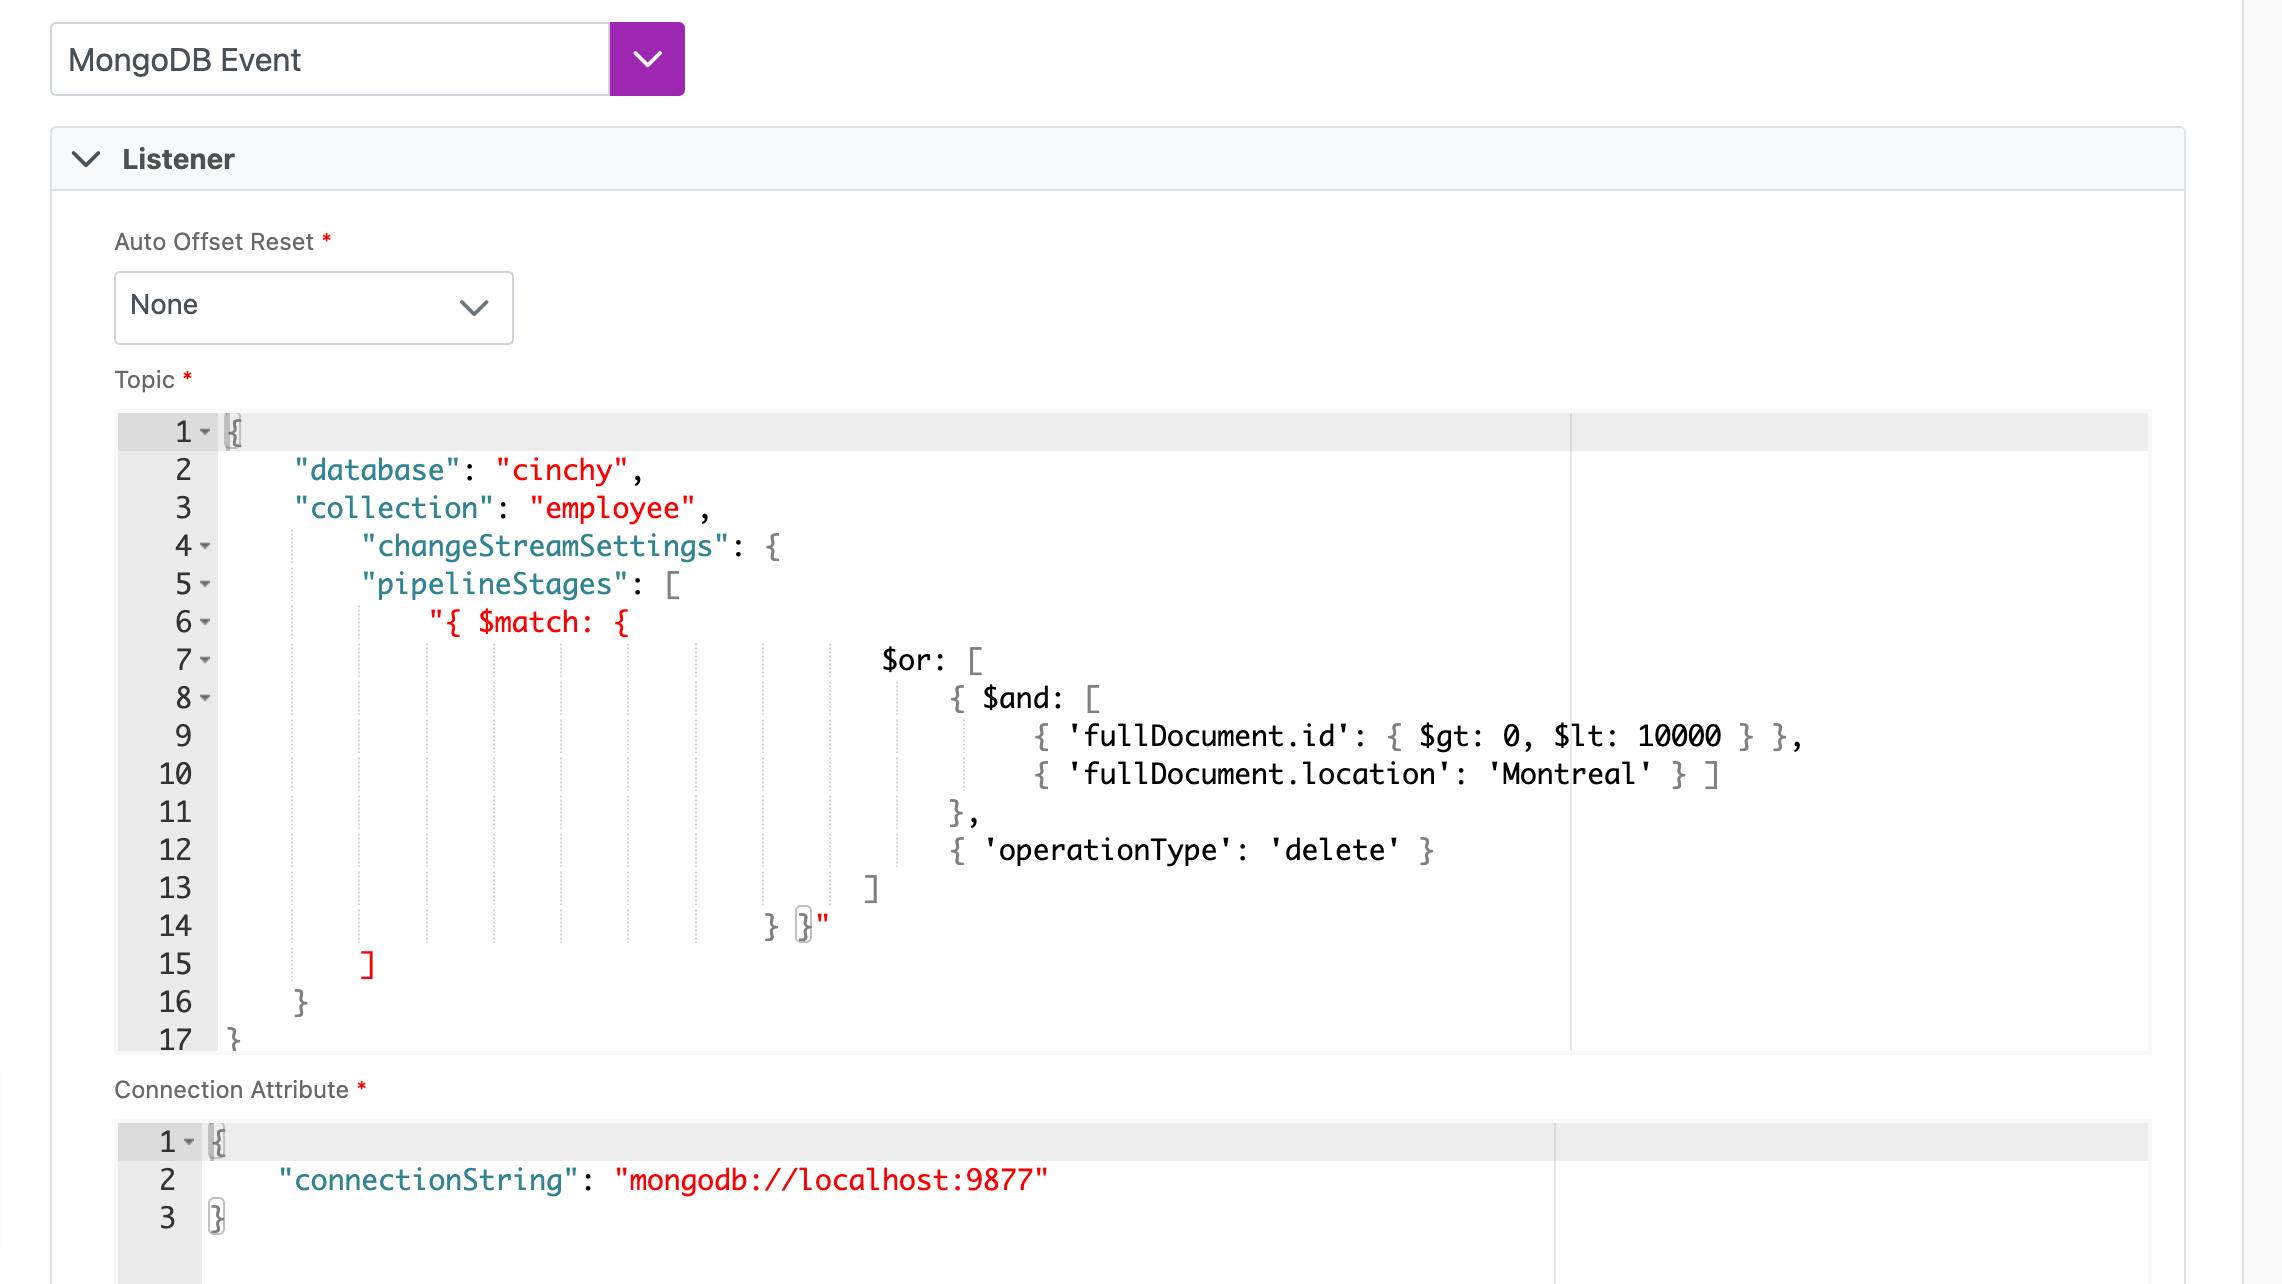 MongoDB Event
Listener
Auto Offset Reset *
None
Topic *
1 {
2 "database": "cinchy",
3 "collection": "employee",
4 "changeStreamSettings": {
5 "pipelineStages": [
6 "{ $match: {
7 $or: [
8 { $and: [
9 { 'fullDocument.id': { $gt: 0, $lt: 10000 } },
10 { 'fullDocument.location': 'Montreal' } ]
11 },
12 { 'operationType': 'delete' }
13 ]
14 } }"
15 ]
16 }
17 }
Connection Attribute *
1 {
2 "connectionString": "mongodb://localhost:9877"
3 }